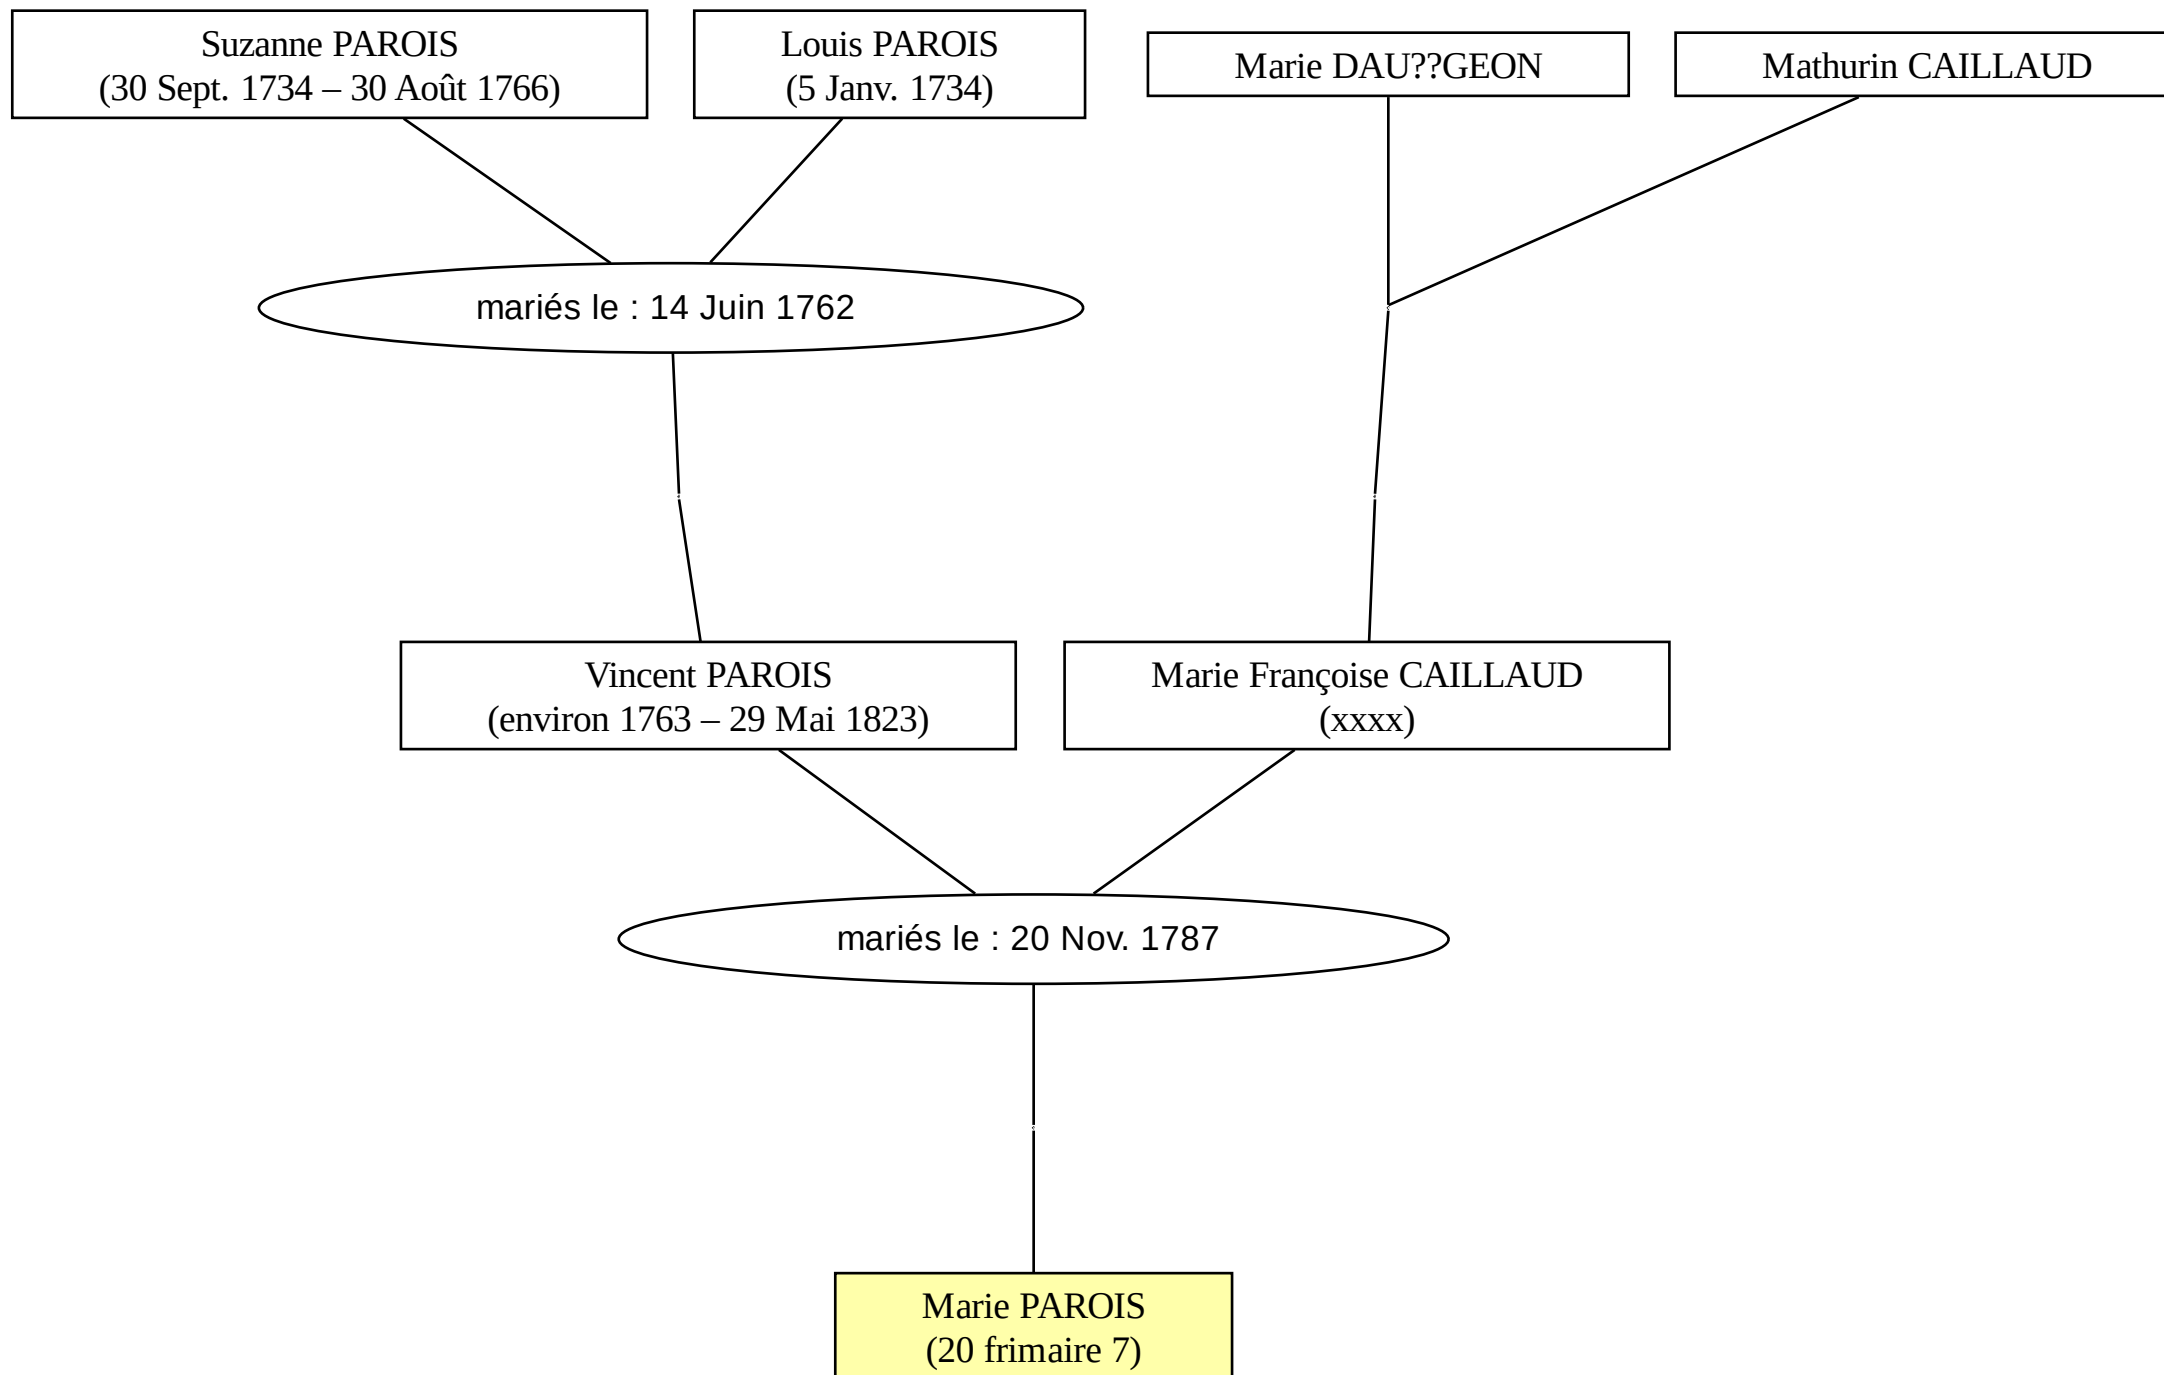 Suzanne PAROIS
(30 Sept. 1734 – 30 Août 1766)
Louis PAROIS
(5 Janv. 1734)
Marie DAU??GEON
Mathurin CAILLAUD
mariés le : 14 Juin 1762
Vincent PAROIS
(environ 1763 – 29 Mai 1823)
Marie Françoise CAILLAUD
(xxxx)
mariés le : 20 Nov. 1787
Marie PAROIS
(20 frimaire 7)